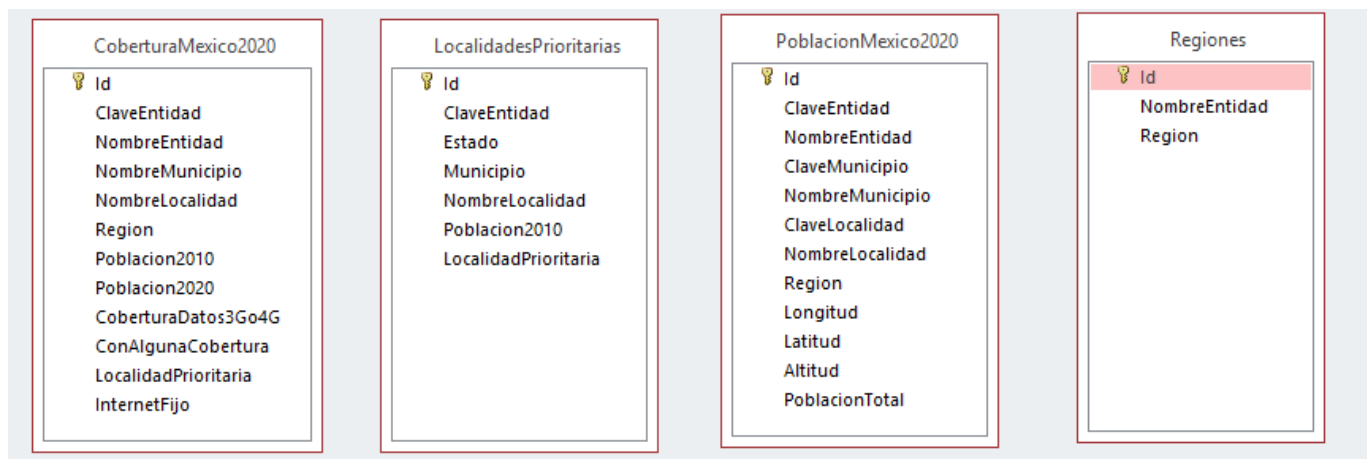 CoberturaMexico2020
Id
ClaveEntidad
NombreEntidad
NombreMunicipio
NombreLocalidad
Region
Poblacion2010
Poblacion2020
CoberturaDatos3Go4G
ConAlgunaCobertura
LocalidadPrioritaria
InternetFijo
LocalidadesPrioritarias
Id
ClaveEntidad
Estado
Municipio
NombreLocalidad
Poblacion2010
LocalidadPrioritaria
PoblacionMexico2020
Id
ClaveEntidad
NombreEntidad
ClaveMunicipio
NombreMunicipio
ClaveLocalidad
NombreLocalidad
Region
Longitud
Latitud
Altitud
PoblacionTotal
Regiones
Id
NombreEntidad
Region